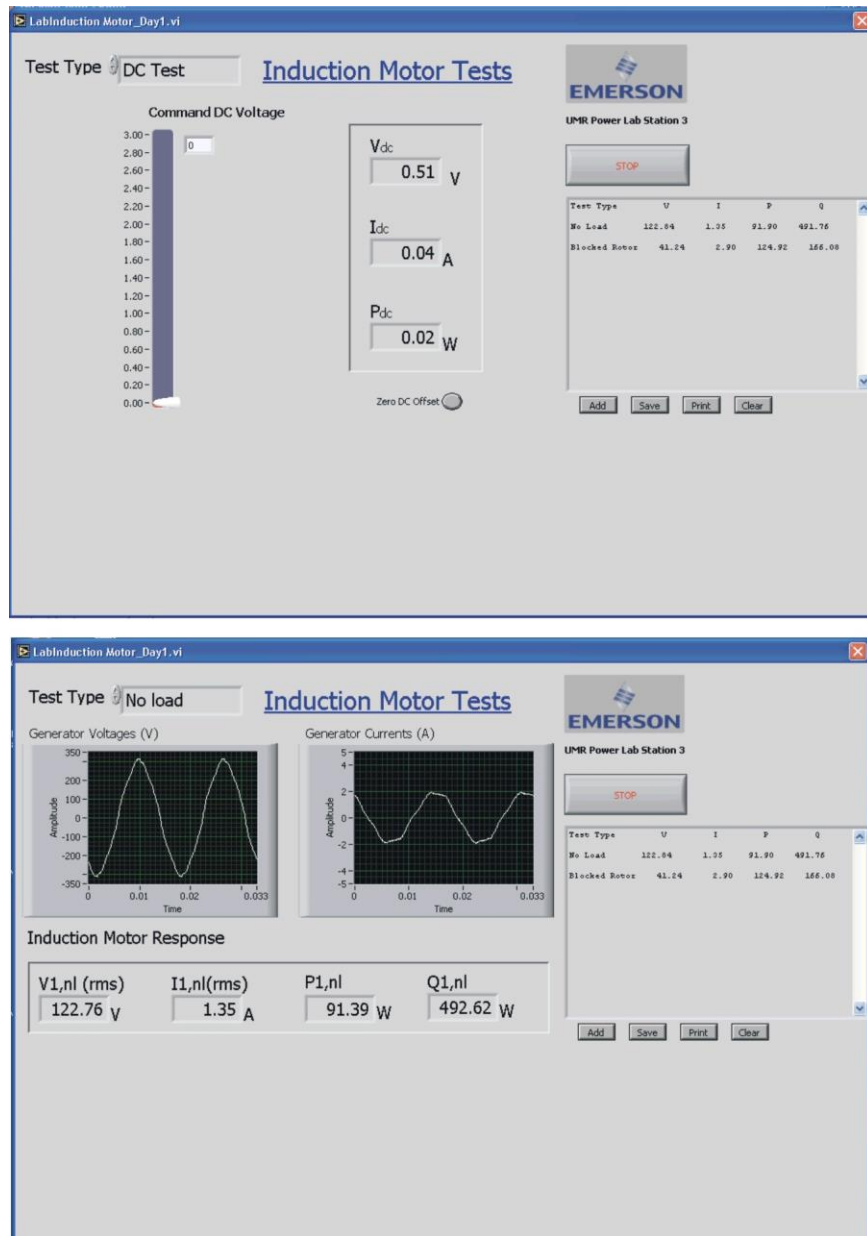 LabInduction Motor_Day1.vi
Test Type DC Test Induction Motor Tests
EMERSON
UMR Power Lab Station 3
STOP
Command DC Voltage
0
3.00
2.80
2.60
2.40
2.20
2.00
1.80
1.60
1.40
1.20
1.00
0.80
0.60
0.40
0.20
0.00
Vdc
0.51 V
Idc
0.04 A
Pdc
0.02 W
Zero DC Offset
Test Type V I P Q
No Load 122.84 1.35 91.90 491.76
Blocked Rotor 41.24 2.90 124.92 166.08
Add Save Print Clear
LabInduction Motor_Day1.vi
Test Type No load Induction Motor Tests
EMERSON
UMR Power Lab Station 3
STOP
Generator Voltages (V)
Amplitude
350
200
100
0
-100
-200
-350
0 0.01 0.02 0.033
Time
Generator Currents (A)
Amplitude
5
4
2
0
-2
-4
-5
0 0.01 0.02 0.033
Time
Induction Motor Response
V1,nl (rms) I1,nl(rms) P1,nl Q1,nl
122.76 V 1.35 A 91.39 W 492.62 W
Test Type V I P Q
No Load 122.84 1.35 91.90 491.76
Blocked Rotor 41.24 2.90 124.92 166.08
Add Save Print Clear